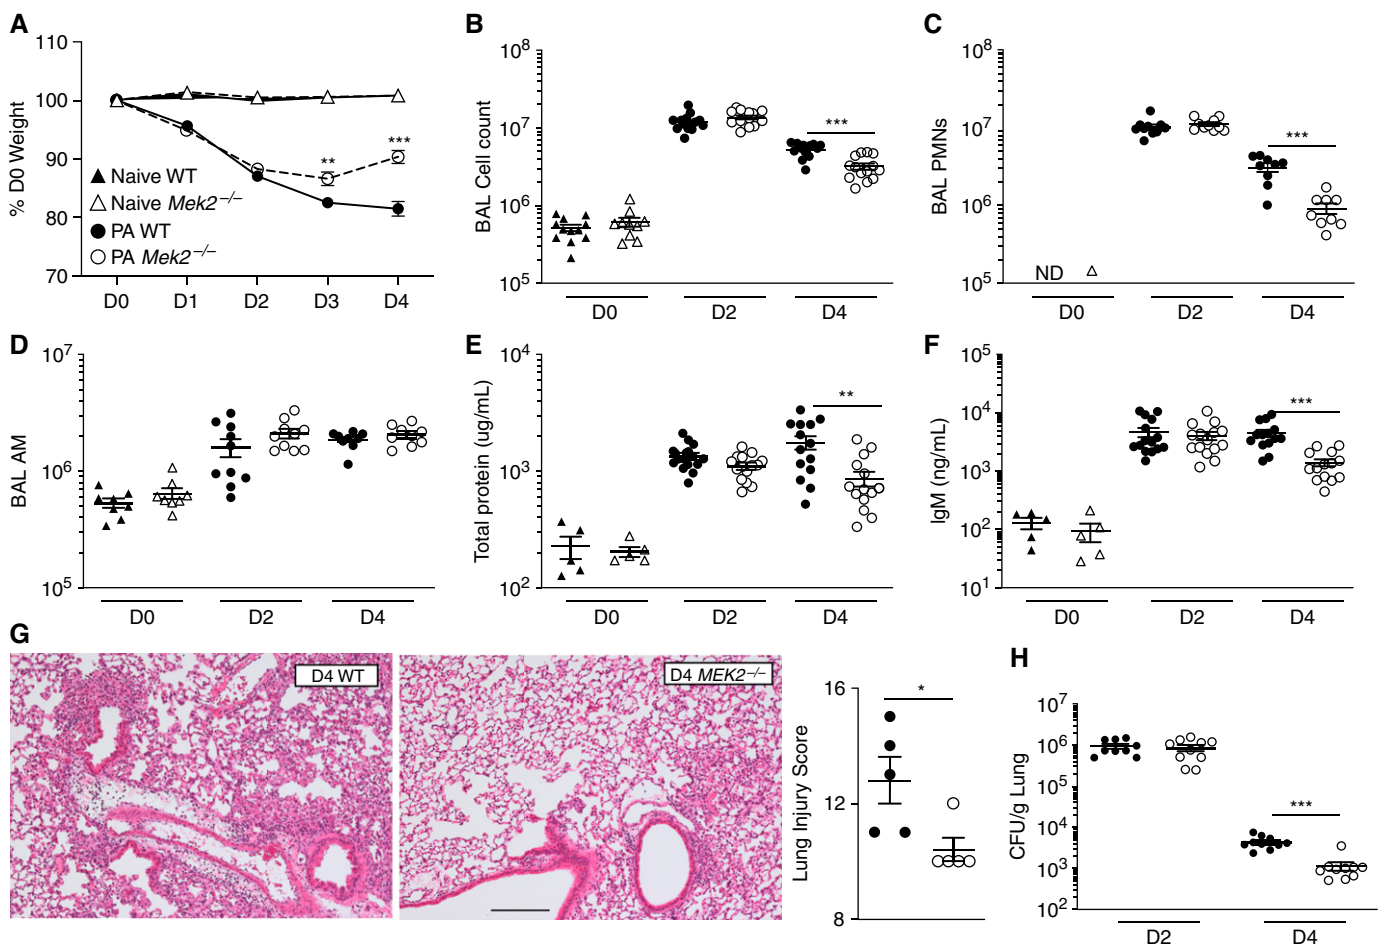 A
110
100
90
80
70
% D0 Weight
**
***
Naive WT
Naive Mek2−/−
PA WT
PA Mek2−/−
D0 D1 D2 D3 D4
B
10⁸
10⁷
10⁶
10⁵
BAL Cell count
***
D0 D2 D4
C
10⁸
10⁷
10⁶
10⁵
BAL PMNs
ND
***
D0 D2 D4
D
10⁷
10⁶
10⁵
BAL AM
D0 D2 D4
E
10⁴
10³
10²
Total protein (ug/mL)
**
D0 D2 D4
F
10⁵
10⁴
10³
10²
10¹
IgM (ng/mL)
***
D0 D2 D4
G
D4 WT
D4 MEK2−/−
16
12
8
Lung Injury Score
*
H
10⁷
10⁶
10⁵
10⁴
10³
10²
CFU/g Lung
***
D2 D4